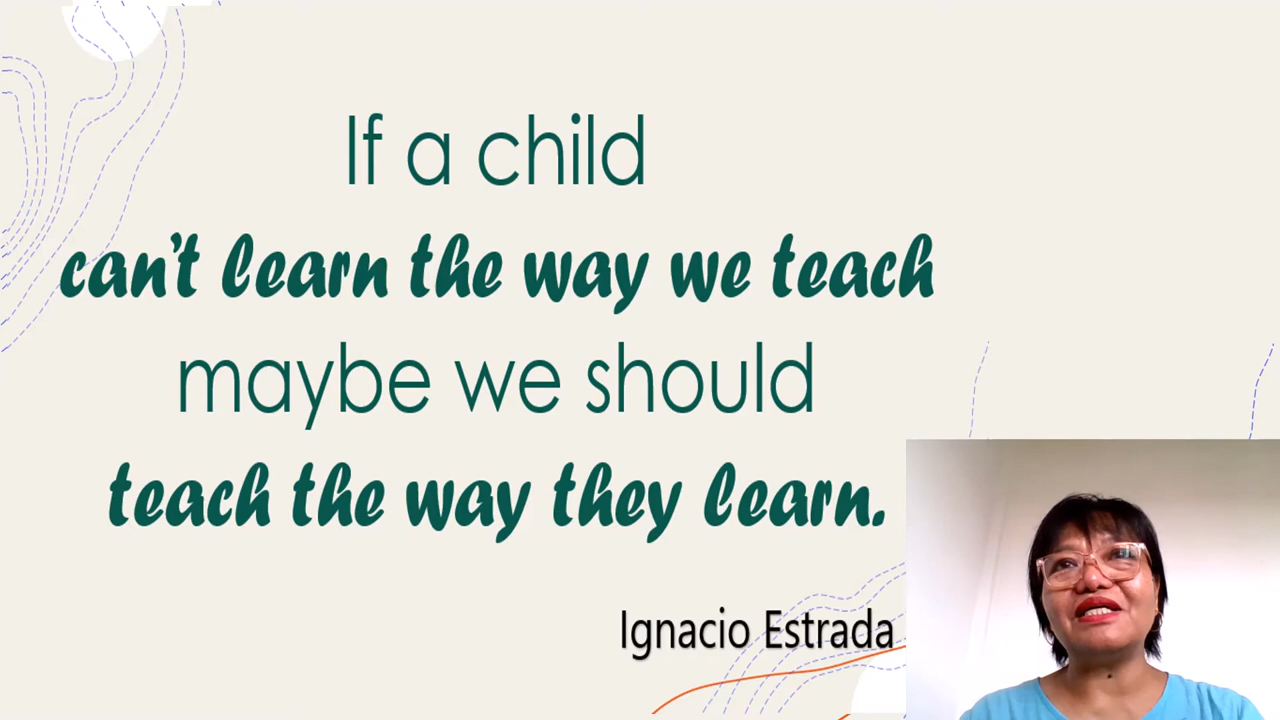 If a child
can't learn the way we teach
maybe we should
teach the way they learn.
Ignacio Estrada